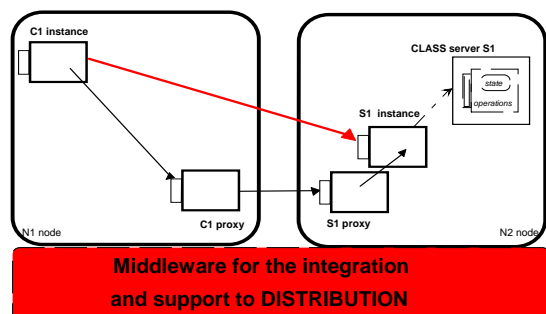 C1 instance
CLASS server S1
state
operations
S1 instance
C1 proxy
S1 proxy
N1 node
N2 node
Middleware for the integration
and support to DISTRIBUTION